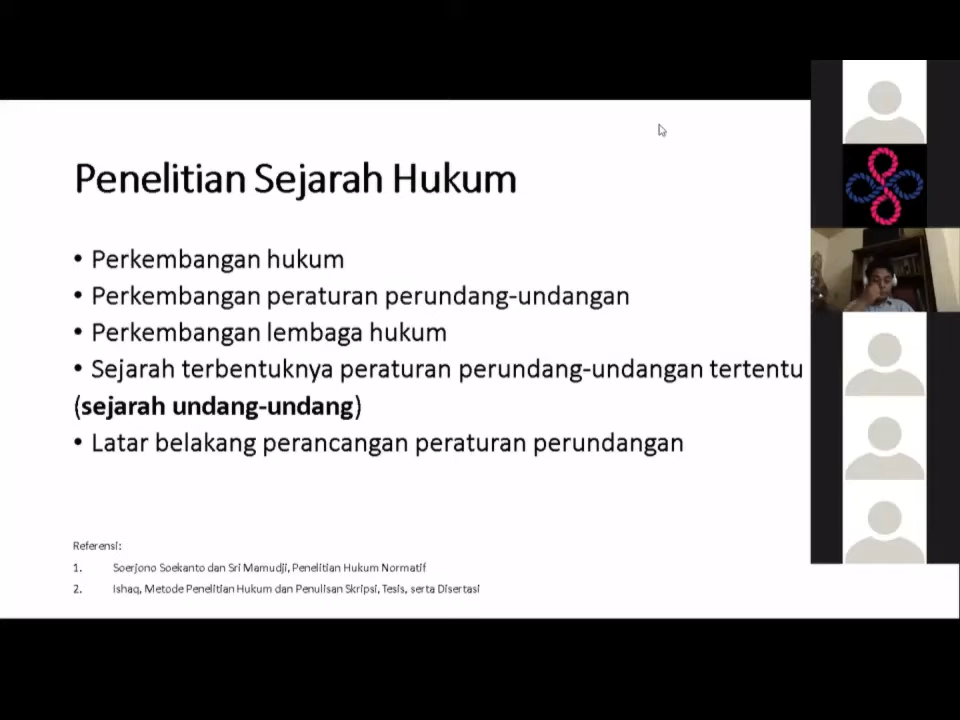 Penelitian Sejarah Hukum
• Perkembangan hukum
• Perkembangan peraturan perundang-undangan
• Perkembangan lembaga hukum
• Sejarah terbentuknya peraturan perundang-undangan tertentu
(sejarah undang-undang)
• Latar belakang perancangan peraturan perundangan
Referensi:
1. Soerjono Soekanto dan Sri Mamudji, Penelitian Hukum Normatif
2. Ishaq, Metode Penelitian Hukum dan Penulisan Skripsi, Tesis, serta Disertasi